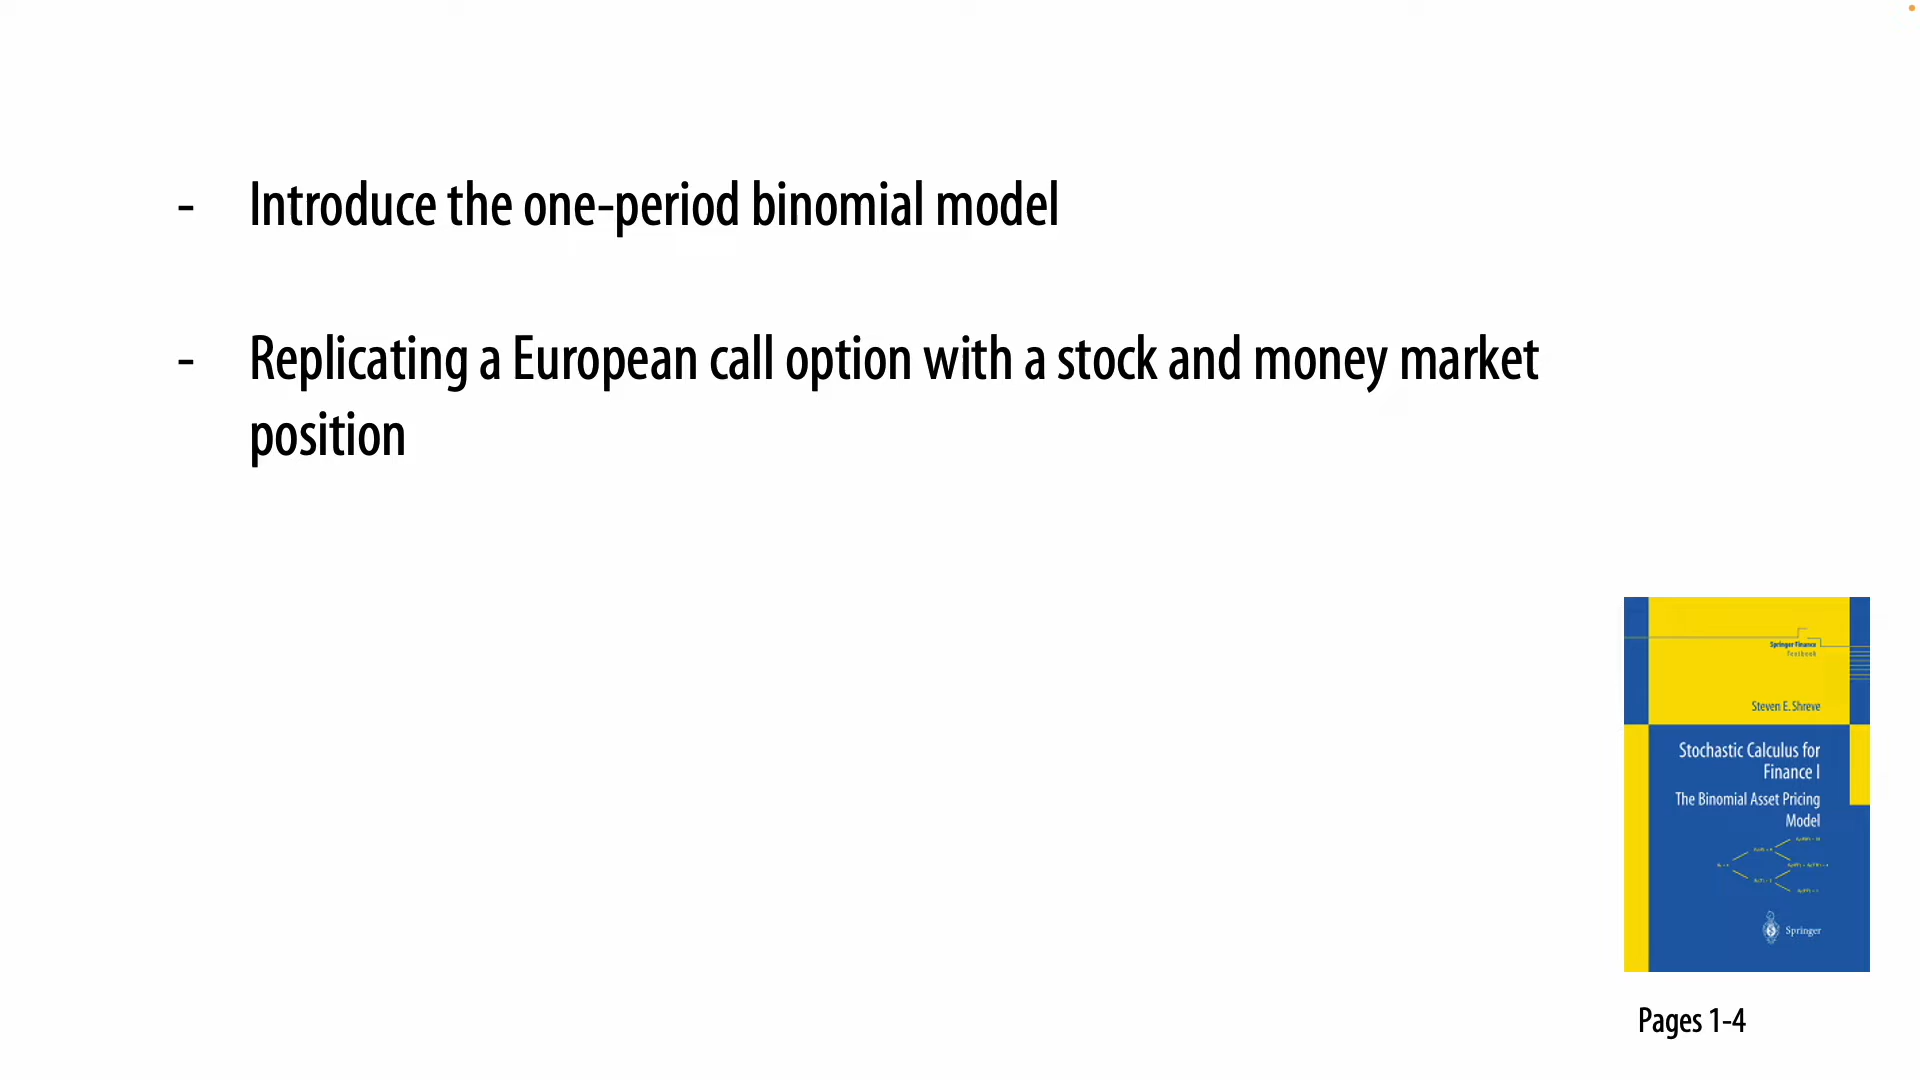 - Introduce the one-period binomial model
- Replicating a European call option with a stock and money market
position
Springer Finance
Textbook
Steven E. Shreve
Stochastic Calculus for
Finance I
The Binomial Asset Pricing
Model
Springer
Pages 1-4